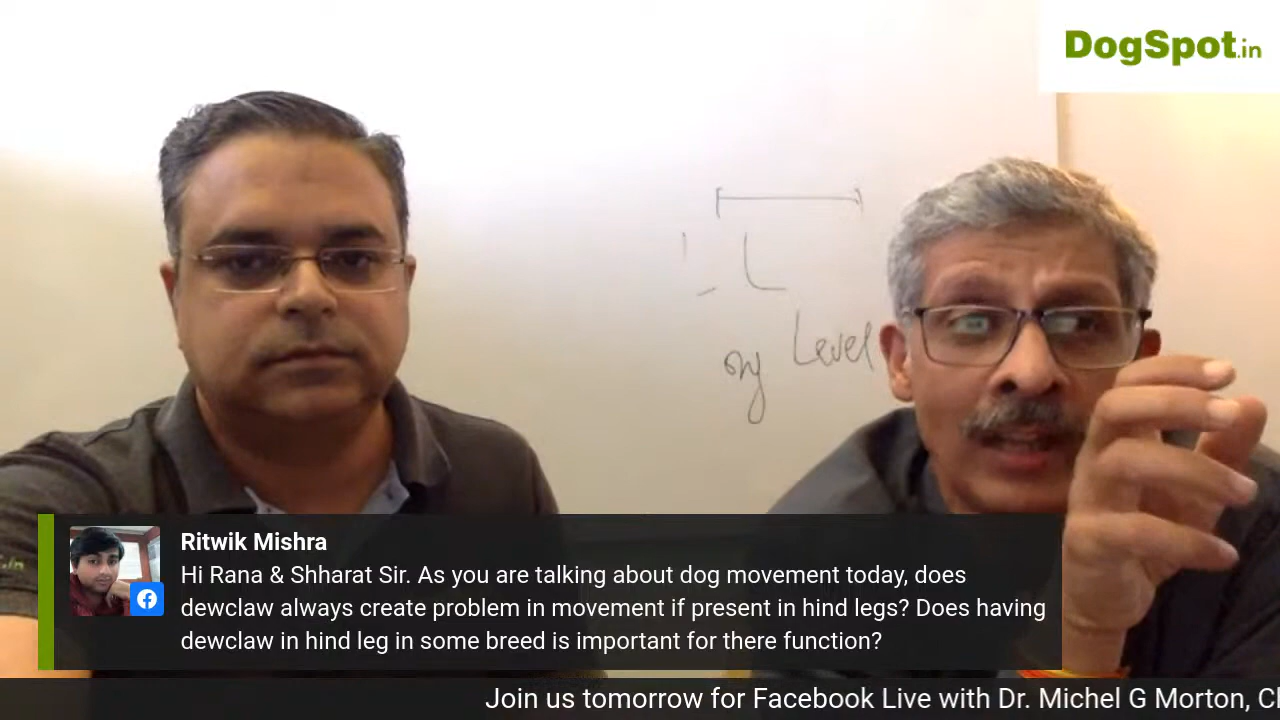 DogSpot.in
Level
Ritwik Mishra
Hi Rana & Shharat Sir. As you are talking about dog movement today, does
dewclaw always create problem in movement if present in hind legs? Does having
dewclaw in hind leg in some breed is important for there function?
Join us tomorrow for Facebook Live with Dr. Michel G Morton,